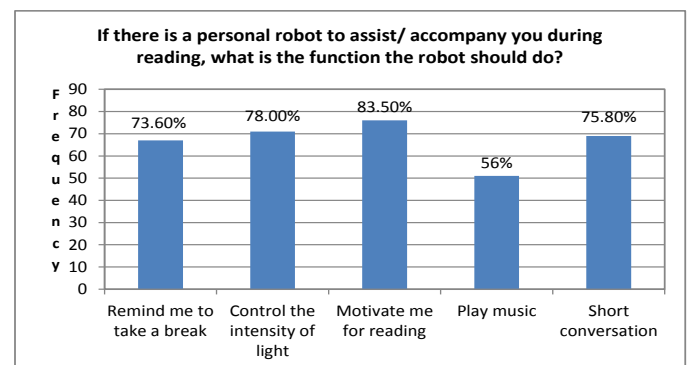 If there is a personal robot to assist/ accompany you during
reading, what is the function the robot should do?
Frequency
90
80
70
60
50
40
30
20
10
0
73.60%
78.00%
83.50%
56%
75.80%
Remind me to
take a break
Control the
intensity of
light
Motivate me
for reading
Play music
Short
conversation